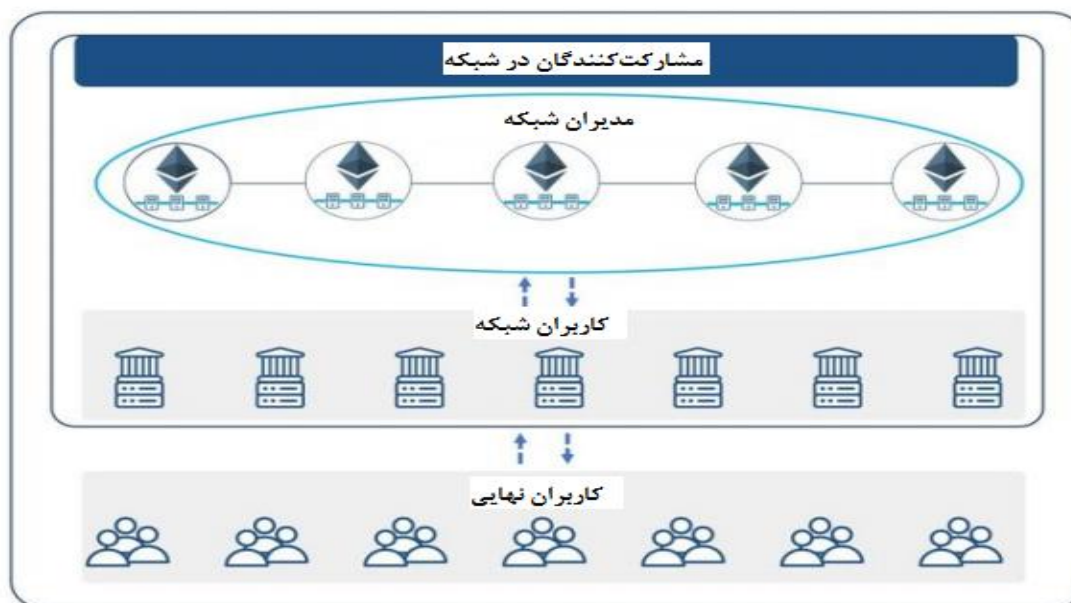 مشارکت‌کنندگان در شبکه
مدیران شبکه
کاربران شبکه
کاربران نهایی